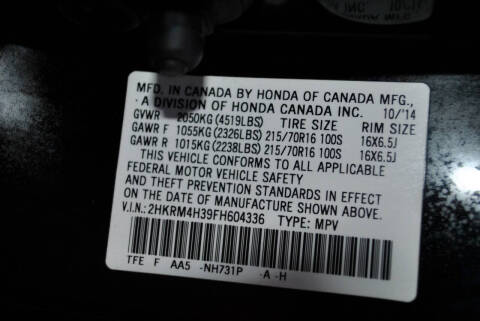 MFD. IN CANADA BY HONDA OF CANADA MFG.,
A DIVISION OF HONDA CANADA INC. 10/'14
GVWR 2050KG(4519LBS) TIRE SIZE RIM SIZE
GAWR F 1055KG(2326LBS) 215/70R16 100S 16X6.5J
GAWR R 1015KG(2238LBS) 215/70R16 100S 16X6.5J
THIS VEHICLE CONFORMS TO ALL APPLICABLE
FEDERAL MOTOR VEHICLE SAFETY
AND THEFT PREVENTION STANDARDS IN EFFECT
ON THE DATE OF MANUFACTURE SHOWN ABOVE.
V.I.N.:2HKRM4H39FH604336 TYPE: MPV
TFE F AA5 -NH731P -A -H